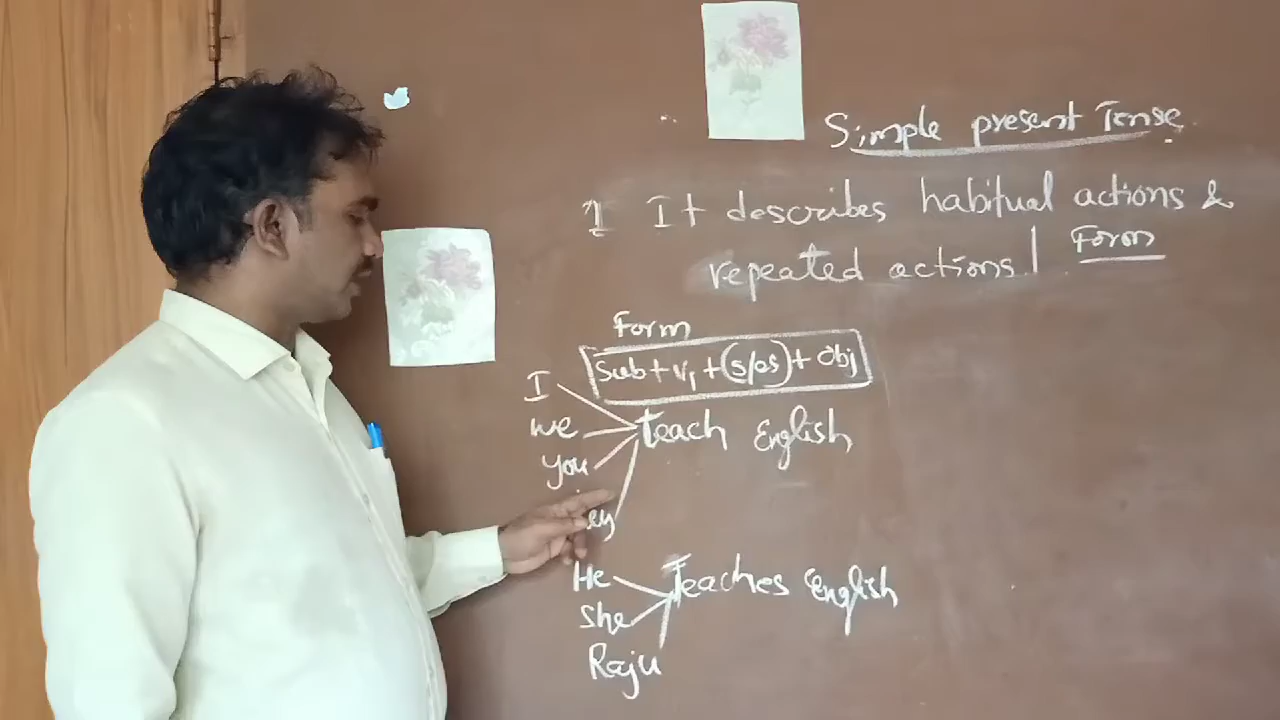 Simple present Tense.
1 It describes habitual actions &
repeated actions| Form
Form
Sub + V1 + (s/es) + Obj
I
we
You
teach English
He
She
Raju
Teaches English